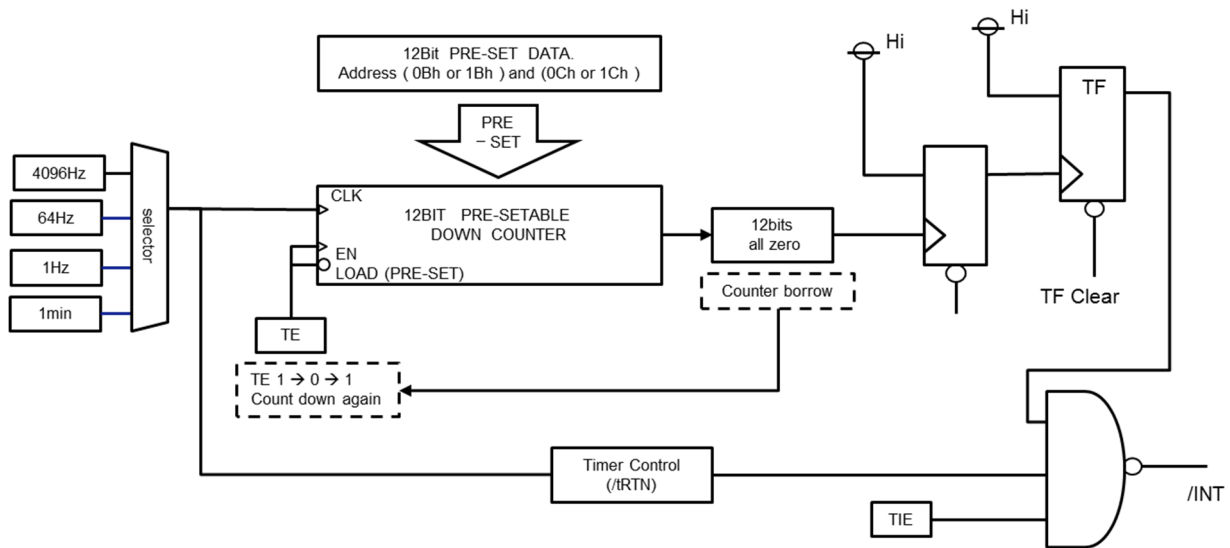 Hi
Hi
12Bit PRE-SET DATA.
Address ( 0Bh or 1Bh ) and (0Ch or 1Ch )
TF
PRE
– SET
4096Hz
64Hz
1Hz
1min
selector
CLK
12BIT PRE-SETABLE
DOWN COUNTER
EN
LOAD (PRE-SET)
12bits
all zero
Counter borrow
TF Clear
TE
TE 1 → 0 → 1
Count down again
Timer Control
(/tRTN)
TIE
/INT